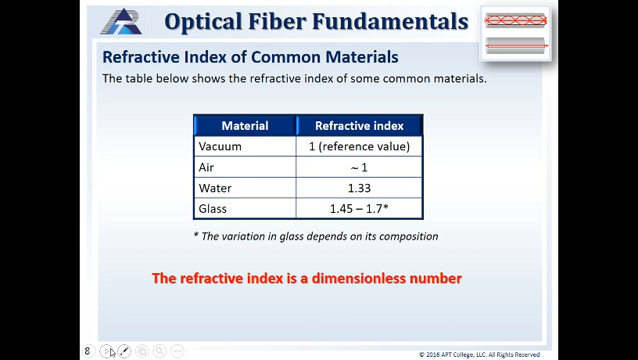 Optical Fiber Fundamentals
Refractive Index of Common Materials
The table below shows the refractive index of some common materials.
Material Refractive index
Vacuum 1 (reference value)
Air ~ 1
Water 1.33
Glass 1.45 – 1.7*
* The variation in glass depends on its composition
The refractive index is a dimensionless number
8
© 2016 APT College, LLC. All Rights Reserved